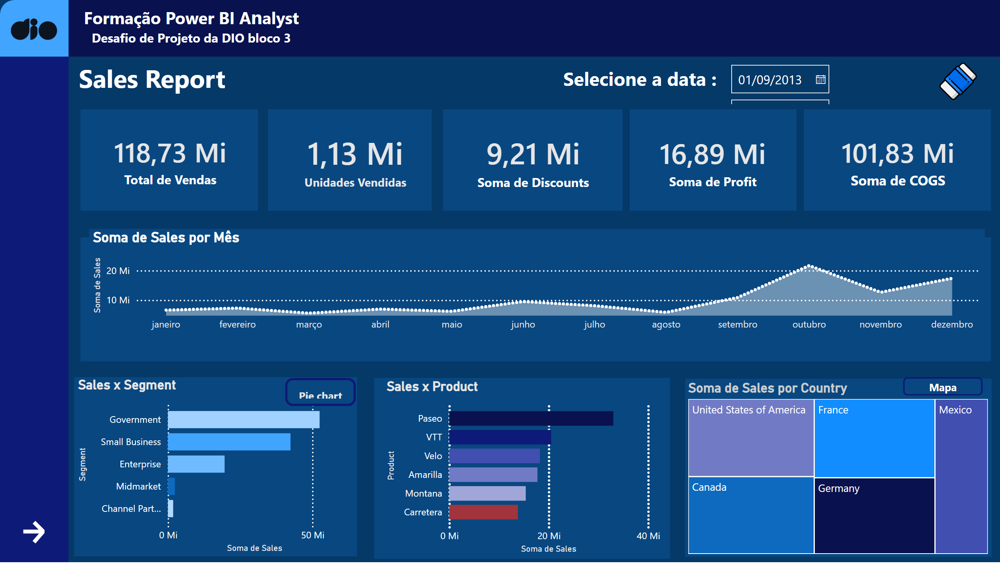 dio
Formação Power BI Analyst
Desafio de Projeto da DIO bloco 3
Sales Report
Selecione a data :
01/09/2013
118,73 Mi
Total de Vendas
1,13 Mi
Unidades Vendidas
9,21 Mi
Soma de Discounts
16,89 Mi
Soma de Profit
101,83 Mi
Soma de COGS
Soma de Sales por Mês
Soma de Sales
20 Mi
10 Mi
janeiro
fevereiro
março
abril
maio
junho
julho
agosto
setembro
outubro
novembro
dezembro
Sales x Segment
Pie chart
Segment
Government
Small Business
Enterprise
Midmarket
Channel Part...
0 Mi
50 Mi
Soma de Sales
Sales x Product
Product
Paseo
VTT
Velo
Amarilla
Montana
Carretera
0 Mi
20 Mi
40 Mi
Soma de Sales
Soma de Sales por Country
Mapa
United States of America
France
Mexico
Canada
Germany